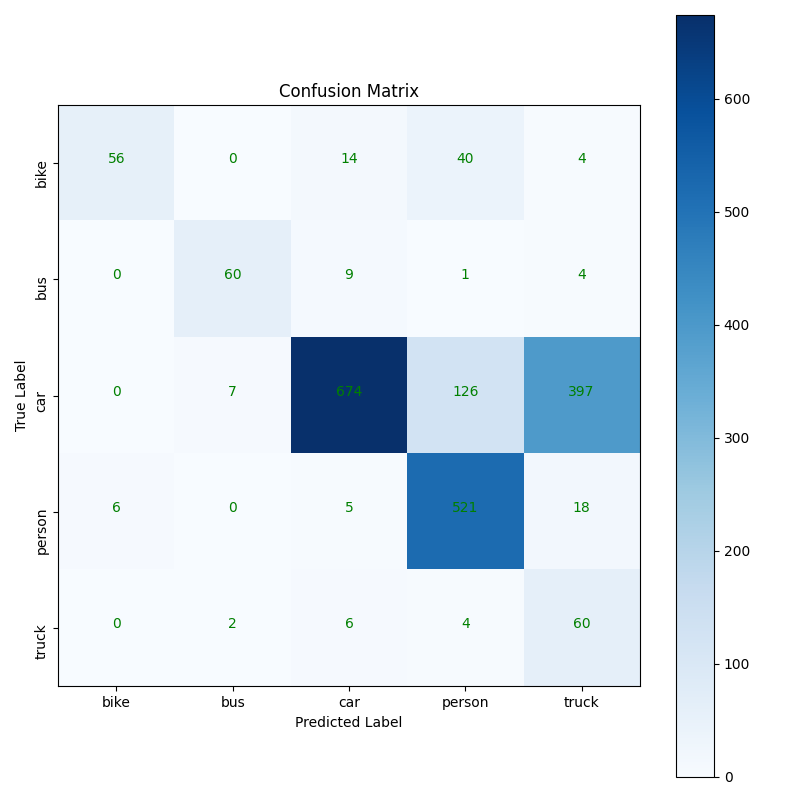 Confusion Matrix
bike 56 0 14 40 4
bus 0 60 9 1 4
car 0 7 674 126 397
person 6 0 5 521 18
truck 0 2 6 4 60
bike bus car person truck
Predicted Label
True Label
600
500
400
300
200
100
0